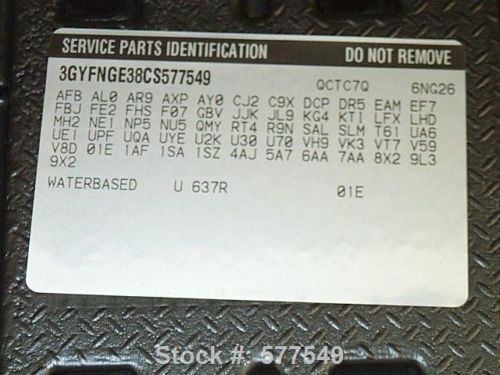 SERVICE PARTS IDENTIFICATION DO NOT REMOVE
3GYFNGE38CS577549 QCTC7Q 6NG26
AFB AL0 AR9 AXP AY0 CJ2 C9X DCP DR5 EAM EF7
FBJ FE2 FHS F07 GBV JJK JL9 KG4 KTI LFX LHD
MH2 NE1 NP5 NU5 QMY RT4 R9N SAL SLM T61 UA6
UE1 UPF UQA UYE U2K U30 U70 VH9 VK3 VT7 V59
V8D 01E 1AF 1SA 1SZ 4AJ 5A7 6AA 7AA 8X2 9L3
9X2
WATERBASED U 637R 01E
Stock #: 577549